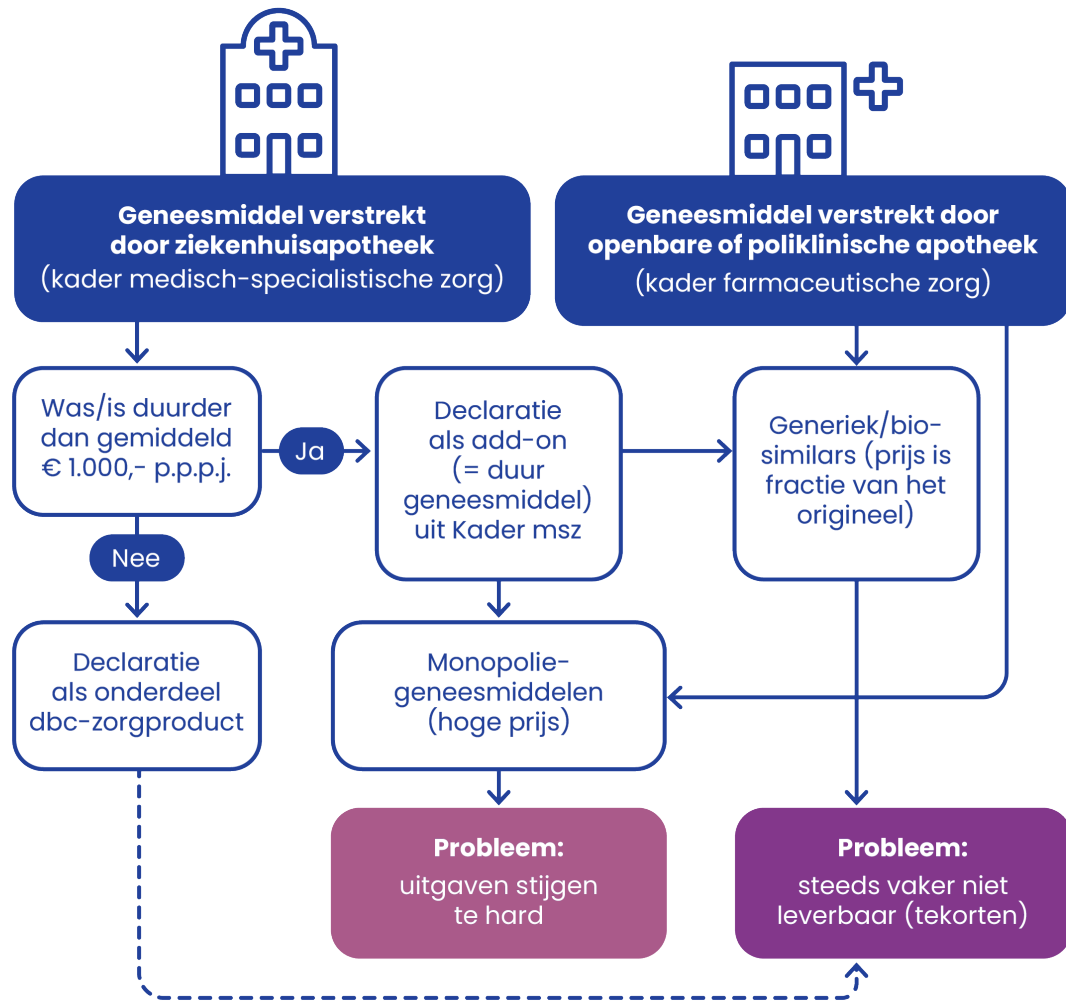 Geneesmiddel verstrekt
door ziekenhuisapotheek
(kader medisch-specialistische zorg)
Geneesmiddel verstrekt door
openbare of poliklinische apotheek
(kader farmaceutische zorg)
Was/is duurder
dan gemiddeld
€ 1.000,- p.p.p.j.
Ja
Declaratie
als add-on
(= duur
geneesmiddel)
uit Kader msz
Generiek/bio-
similars (prijs is
fractie van het
origineel)
Nee
Declaratie
als onderdeel
dbc-zorgproduct
Monopolie-
geneesmiddelen
(hoge prijs)
Probleem:
uitgaven stijgen
te hard
Probleem:
steeds vaker niet
leverbaar (tekorten)